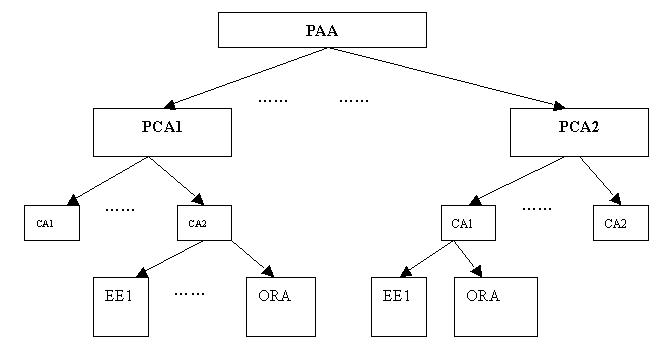 PAA
…… ……
PCA1 PCA2
CA1 …… CA2 CA1 …… CA2
EE1 …… ORA EE1 ORA